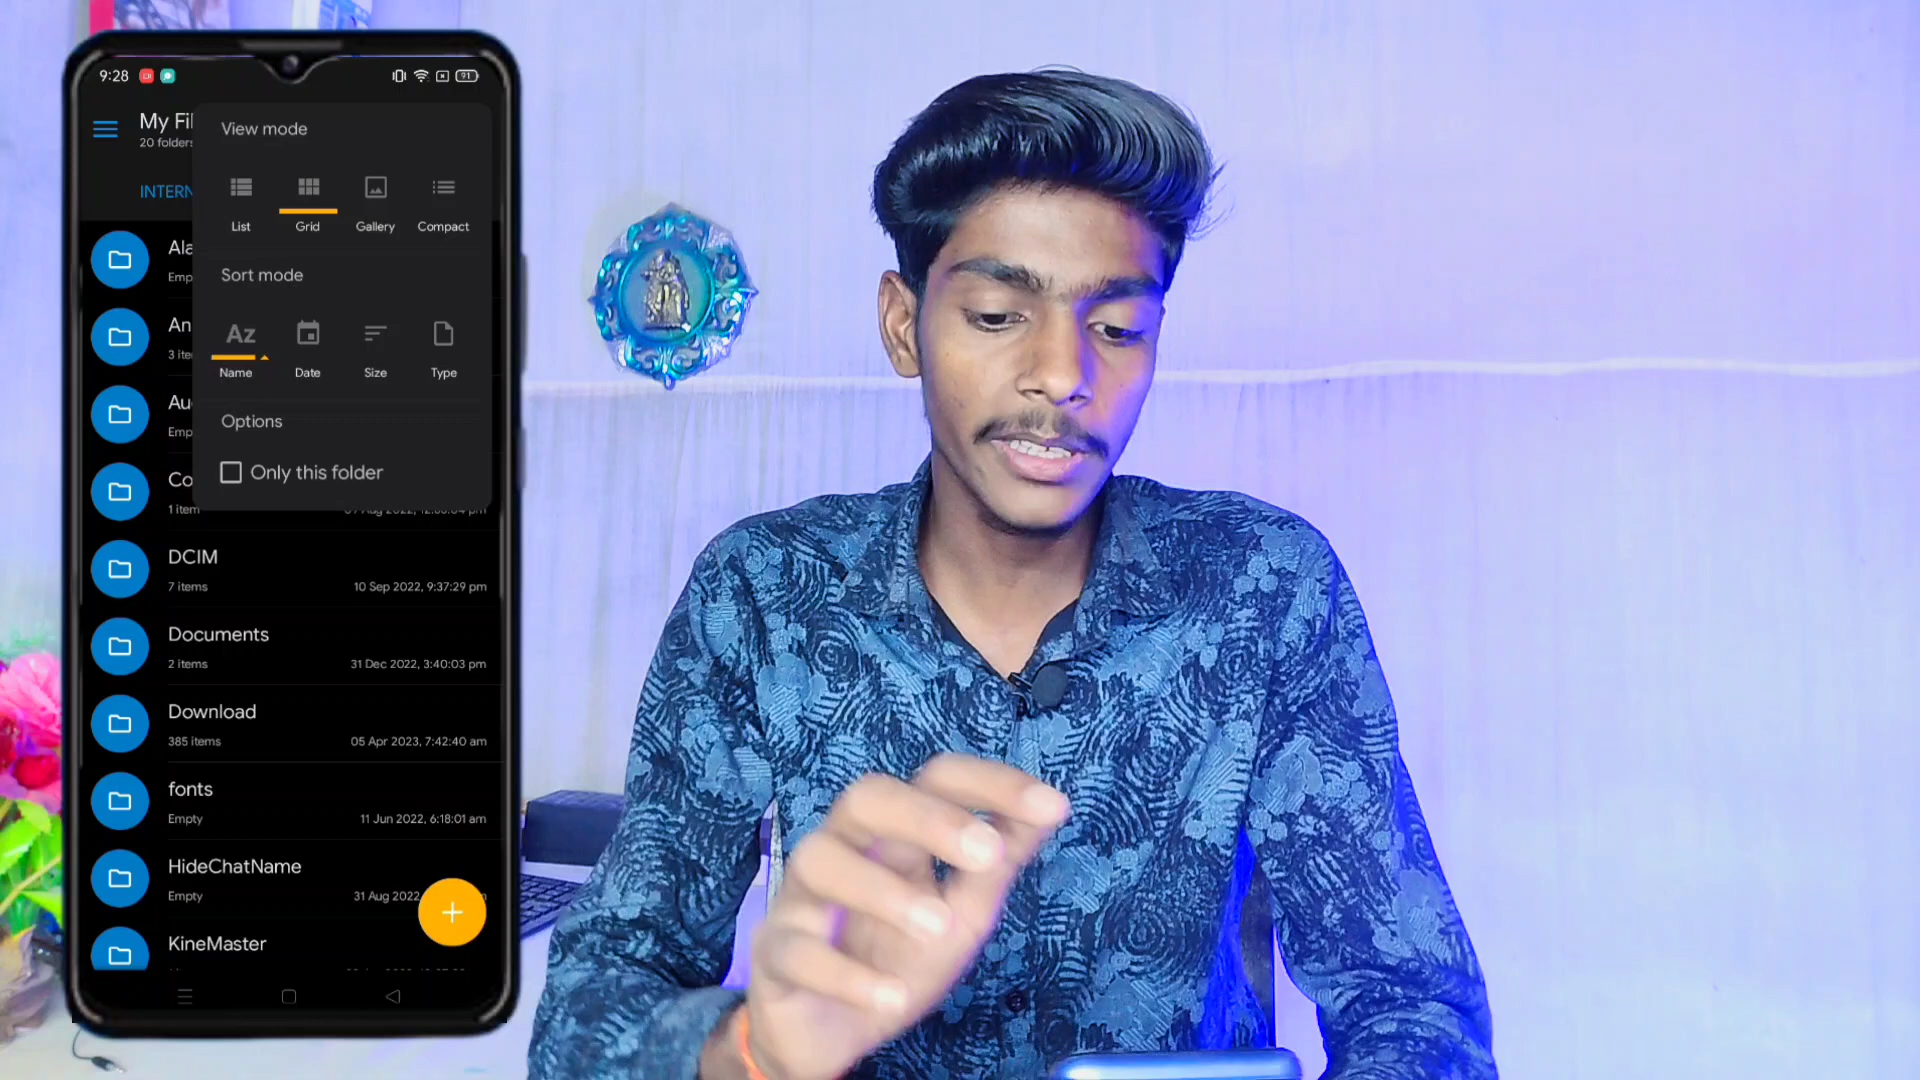 9:28
91
My Fil
20 folders
INTERN
View mode
List
Grid
Gallery
Compact
Sort mode
Az
Name
Date
Size
Type
Options
Only this folder
Ala
Emp
An
3 ite
Au
Emp
Co
1 item
DCIM
7 items
10 Sep 2022, 9:37:29 pm
Documents
2 items
31 Dec 2022, 3:40:03 pm
Download
385 items
05 Apr 2023, 7:42:40 am
fonts
Empty
11 Jun 2022, 6:18:01 am
HideChatName
Empty
31 Aug 2022
+
KineMaster